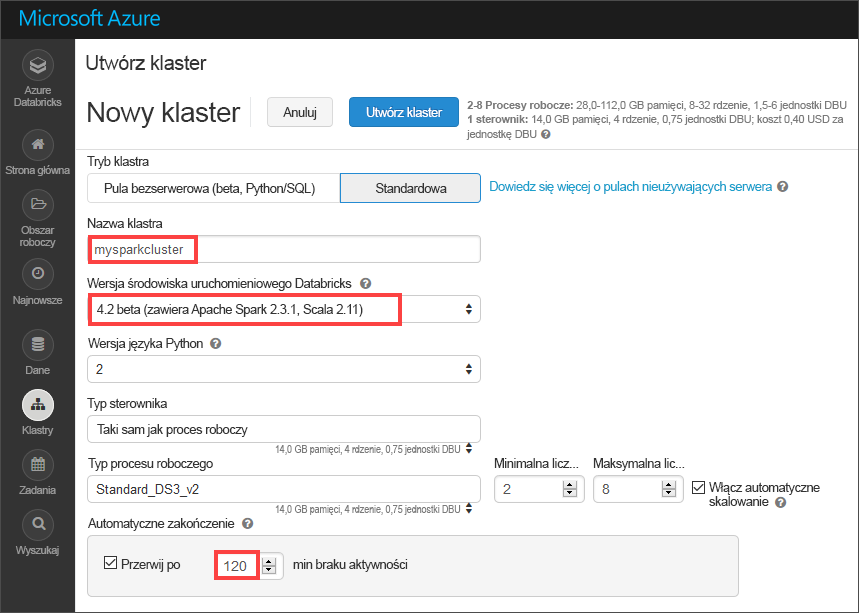 Microsoft Azure
Azure
Databricks
Strona główna
Obszar
roboczy
Najnowsze
Dane
Klastry
Zadania
Wyszukaj
Utwórz klaster
Nowy klaster
Anuluj
Utwórz klaster
2-8 Procesy robocze: 28,0-112,0 GB pamięci, 8-32 rdzenie, 1,5-6 jednostki DBU
1 sterownik: 14,0 GB pamięci, 4 rdzenie, 0,75 jednostki DBU; koszt 0,40 USD za
jednostkę DBU ?
Tryb klastra
Pula bezserwerowa (beta, Python/SQL)
Standardowa
Dowiedz się więcej o pulach nieużywających serwera ?
Nazwa klastra
mysparkcluster
Wersja środowiska uruchomieniowego Databricks ?
4.2 beta (zawiera Apache Spark 2.3.1, Scala 2.11)
Wersja języka Python ?
2
Typ sterownika
Taki sam jak proces roboczy
14,0 GB pamięci, 4 rdzenie, 0,75 jednostki DBU
Typ procesu roboczego
Minimalna licz...
Maksymalna lic...
Standard_DS3_v2
2
8
Włącz automatyczne
skalowanie ?
14,0 GB pamięci, 4 rdzenie, 0,75 jednostki DBU
Automatyczne zakończenie ?
Przerwij po
120
min braku aktywności